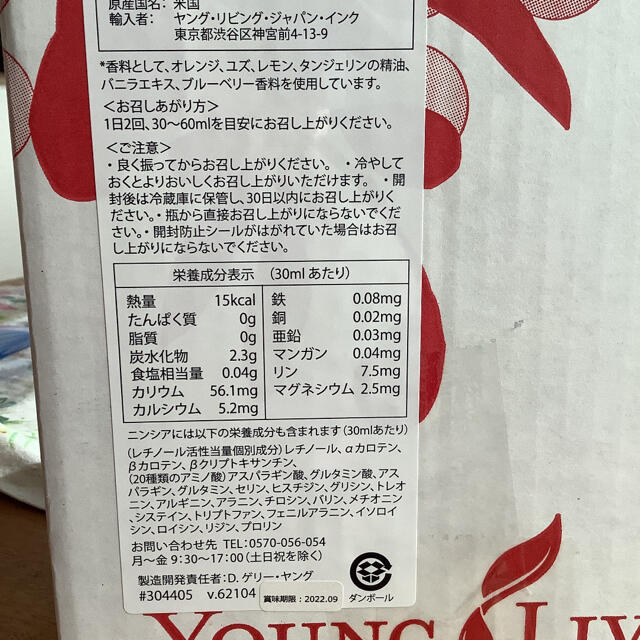 原産国名: 米国
輸入者: ヤング・リビング・ジャパン・インク
東京都渋谷区神宮前4-13-9
*香料として、オレンジ、ユズ、レモン、タンジェリンの精油、
バニラエキス、ブルーベリー香料を使用しています。
<お召しあがり方>
1日2回、30〜60mlを目安にお召し上がりください。
<ご注意>
・良く振ってからお召し上がりください。 ・冷やして
おくとよりおいしくお召し上がりいただけます。 ・開
封後は冷蔵庫に保管し、30日以内にお召し上がりく
ださい。・瓶から直接お召し上がりにならないでくだ
さい。・開封防止シールがはがれていた場合はお召
し上がりにならないでください。
栄養成分表示 (30mlあたり)
熱量 15kcal
たんぱく質 0g
脂質 0g
炭水化物 2.3g
食塩相当量 0.04g
カリウム 56.1mg
カルシウム 5.2mg
鉄 0.08mg
銅 0.02mg
亜鉛 0.03mg
マンガン 0.04mg
リン 7.5mg
マグネシウム 2.5mg
ニンシアには以下の栄養成分も含まれます(30mlあたり)
(レチノール活性当量個別成分)レチノール、αカロテン、
βカロテン、βクリプトキサンチン、
(20種類のアミノ酸)アスパラギン酸、グルタミン酸、アス
パラギン、グルタミン、セリン、ヒスチジン、グリシン、トレオ
ニン、アルギニン、アラニン、チロシン、バリン、メチオニン
、システイン、トリプトファン、フェニルアラニン、イソロイ
シン、ロイシン、リジン、プロリン
お問い合わせ先 TEL:0570-056-054
月〜金 9:30〜17:00(土日祝を除く)
製造開発責任者:D. ゲリー・ヤング
#304405 v.62104
賞味期限:2022.09
ダンボール
YOUNG LIV